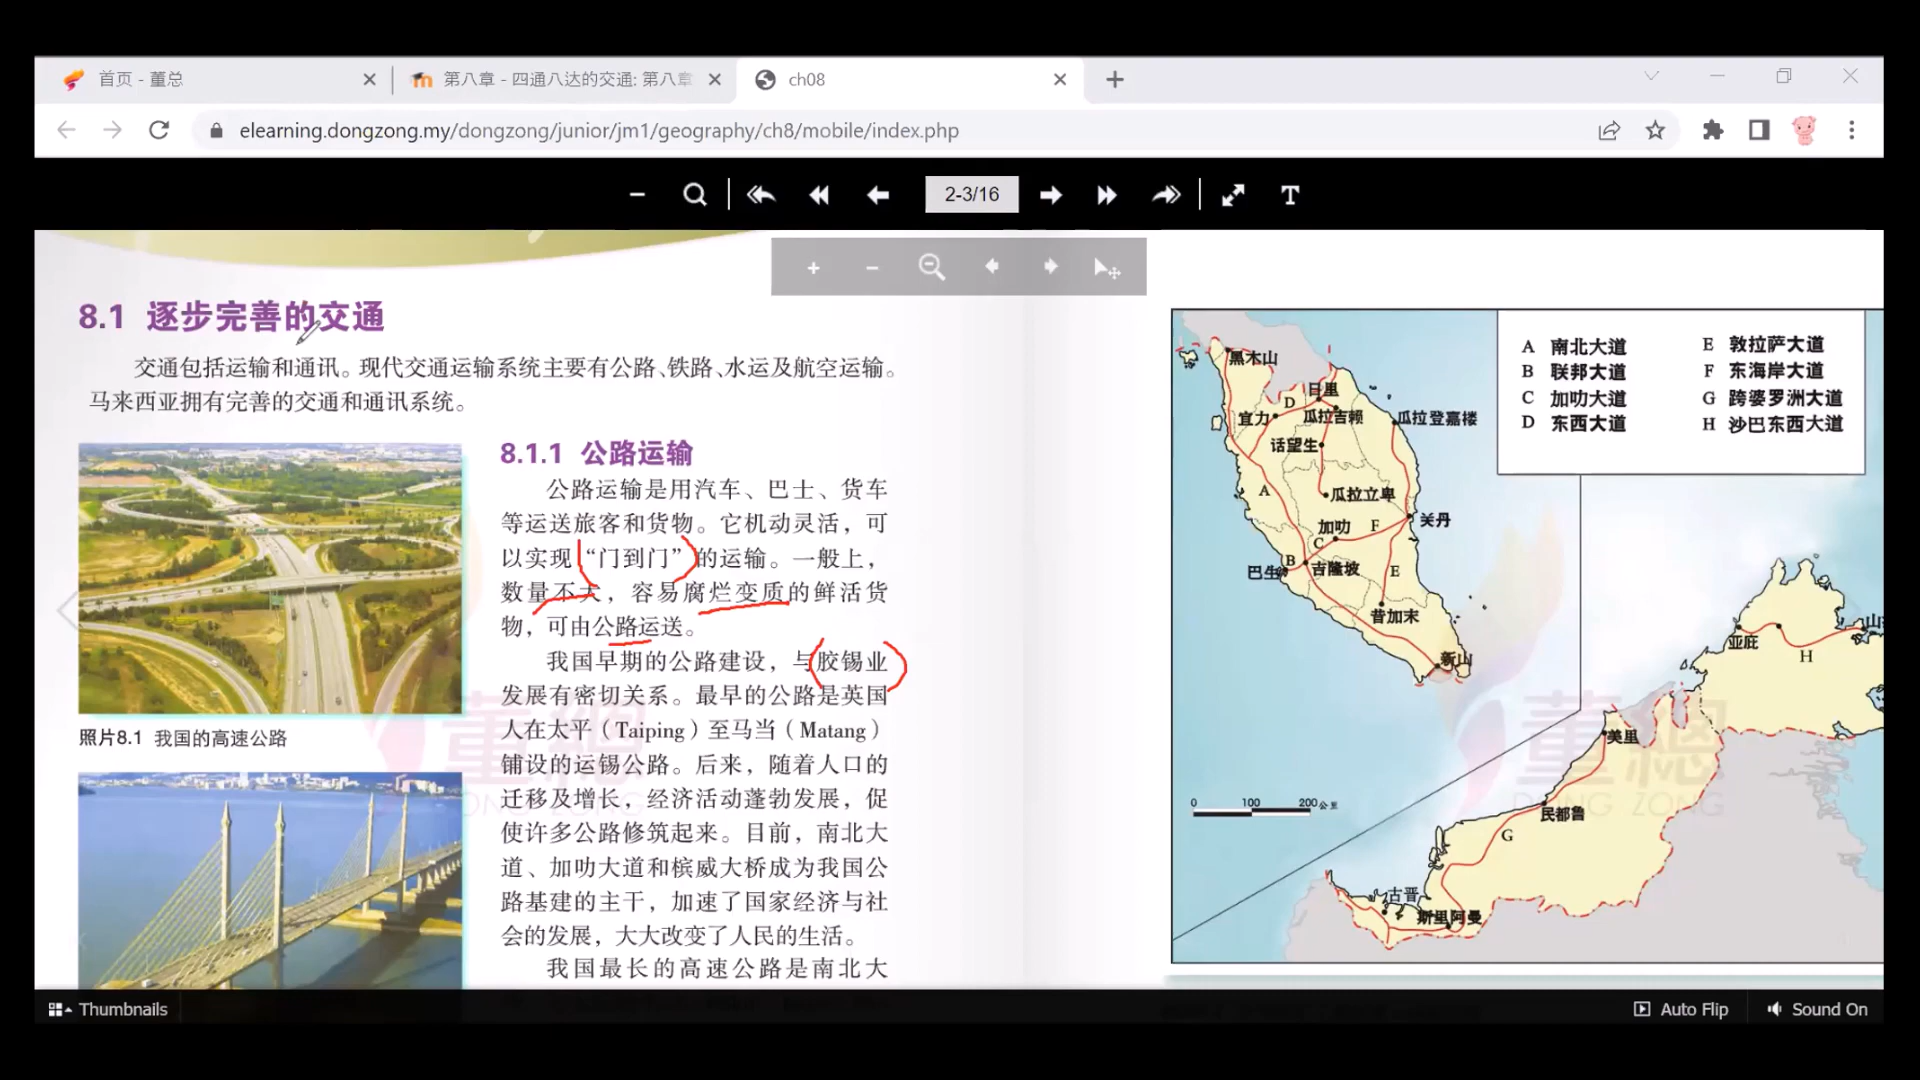 首页 - 董总
第八章 - 四通八达的交通: 第八章
ch08
elearning.dongzong.my/dongzong/junior/jm1/geography/ch8/mobile/index.php
2-3/16
8.1 逐步完善的交通
交通包括运输和通讯。现代交通运输系统主要有公路、铁路、水运及航空运输。
马来西亚拥有完善的交通和通讯系统。
8.1.1 公路运输
公路运输是用汽车、巴士、货车
等运送旅客和货物。它机动灵活，可
以实现“门到门”的运输。一般上，
数量不大，容易腐烂变质的鲜活货
物，可由公路运送。
我国早期的公路建设，与胶锡业
发展有密切关系。最早的公路是英国
人在太平（Taiping）至马当（Matang）
铺设的运锡公路。后来，随着人口的
迁移及增长，经济活动蓬勃发展，促
使许多公路修筑起来。目前，南北大
道、加叻大道和槟威大桥成为我国公
路基建的主干，加速了国家经济与社
会的发展，大大改变了人民的生活。
我国最长的高速公路是南北大
照片8.1 我国的高速公路
董總
DONG ZONG
A 南北大道
B 联邦大道
C 加叻大道
D 东西大道
E 敦拉萨大道
F 东海岸大道
G 跨婆罗洲大道
H 沙巴东西大道
黑木山
日里
D
宜力
瓜拉吉赖
瓜拉登嘉楼
话望生
A
瓜拉立卑
加叻
F
关丹
C
B
巴生
吉隆坡
E
昔加末
新山
亚庇
山
H
美里
0 100 200公里
民都鲁
G
古晋
斯里阿曼
董總
DONG ZONG
Thumbnails
Auto Flip
Sound On